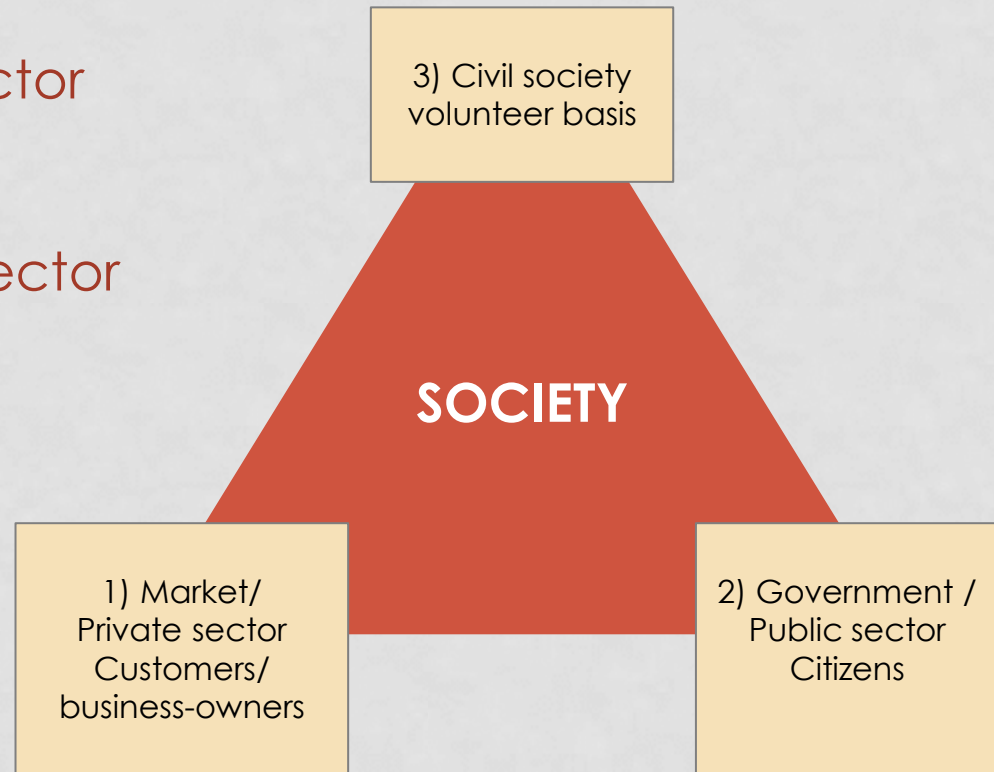 ctor
ector
3) Civil society
volunteer basis
SOCIETY
1) Market/
Private sector
Customers/
business-owners
2) Government /
Public sector
Citizens